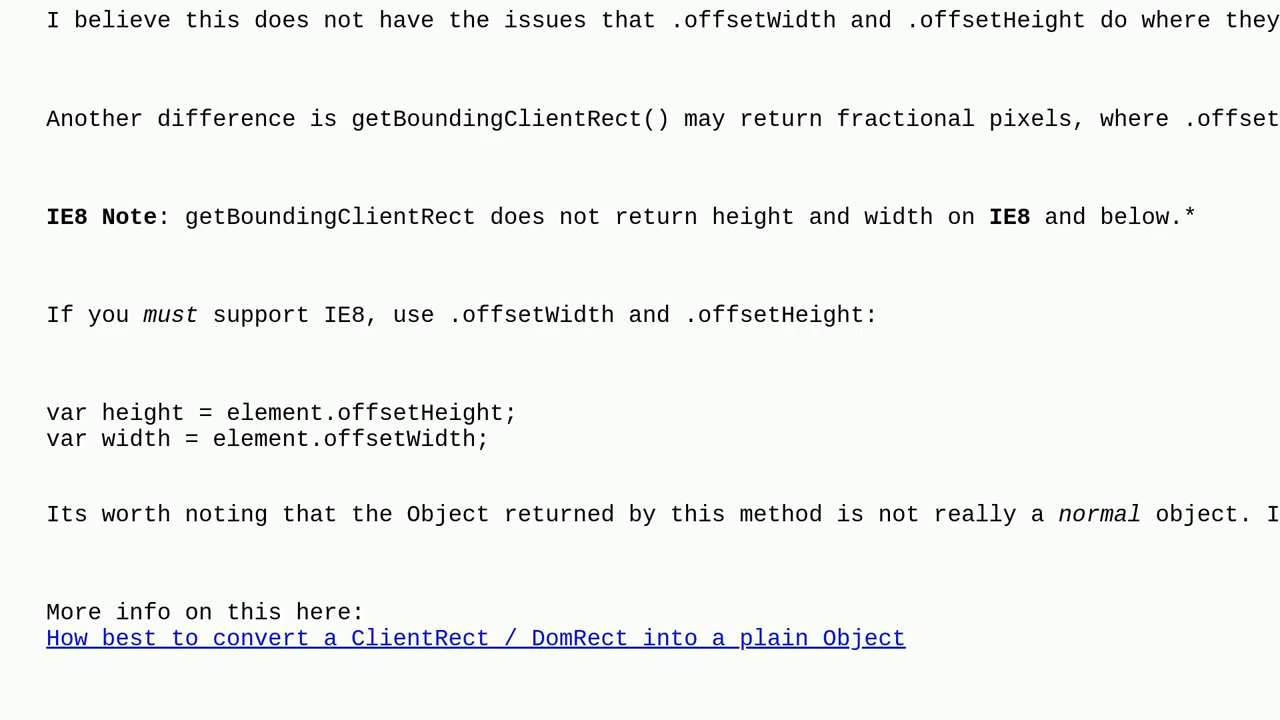 I believe this does not have the issues that .offsetWidth and .offsetHeight do where they
Another difference is getBoundingClientRect() may return fractional pixels, where .offset
IE8 Note: getBoundingClientRect does not return height and width on IE8 and below.*
If you must support IE8, use .offsetWidth and .offsetHeight:
var height = element.offsetHeight;
var width = element.offsetWidth;
Its worth noting that the Object returned by this method is not really a normal object. I
More info on this here:
How best to convert a ClientRect / DomRect into a plain Object